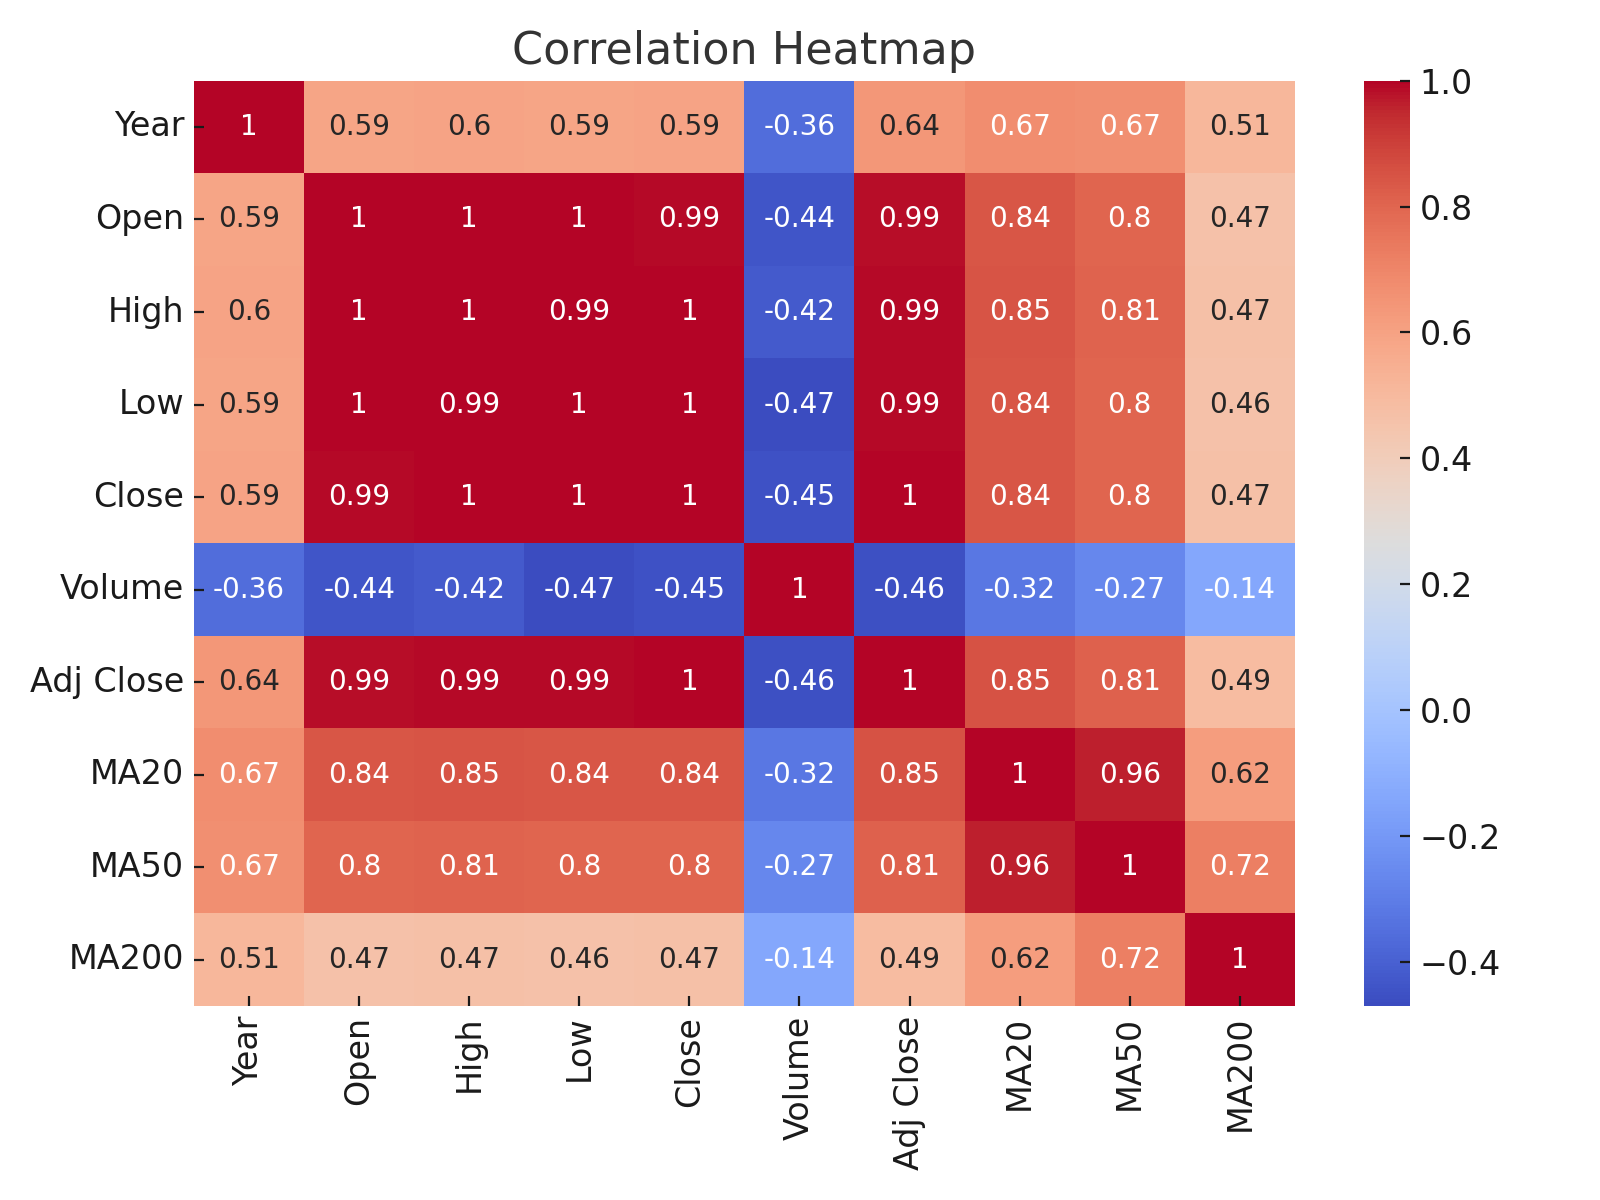 Correlation Heatmap
Year 1 0.59 0.6 0.59 0.59 -0.36 0.64 0.67 0.67 0.51
Open 0.59 1 1 1 0.99 -0.44 0.99 0.84 0.8 0.47
High 0.6 1 1 0.99 1 -0.42 0.99 0.85 0.81 0.47
Low 0.59 1 0.99 1 1 -0.47 0.99 0.84 0.8 0.46
Close 0.59 0.99 1 1 1 -0.45 1 0.84 0.8 0.47
Volume -0.36 -0.44 -0.42 -0.47 -0.45 1 -0.46 -0.32 -0.27 -0.14
Adj Close 0.64 0.99 0.99 0.99 1 -0.46 1 0.85 0.81 0.49
MA20 0.67 0.84 0.85 0.84 0.84 -0.32 0.85 1 0.96 0.62
MA50 0.67 0.8 0.81 0.8 0.8 -0.27 0.81 0.96 1 0.72
MA200 0.51 0.47 0.47 0.46 0.47 -0.14 0.49 0.62 0.72 1
Year Open High Low Close Volume Adj Close MA20 MA50 MA200
1.0
0.8
0.6
0.4
0.2
0.0
−0.2
−0.4